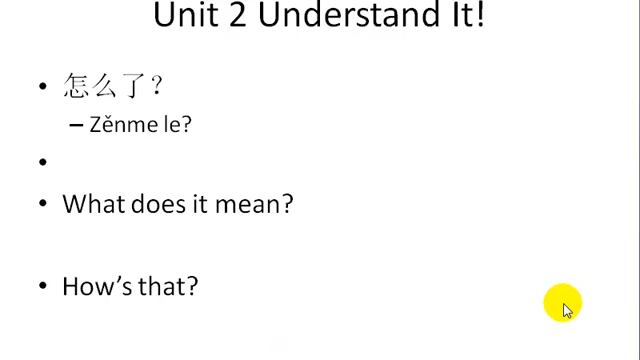 Unit 2 Understand It!
• 怎么了？
– Zěnme le?
•
• What does it mean?
• How's that?